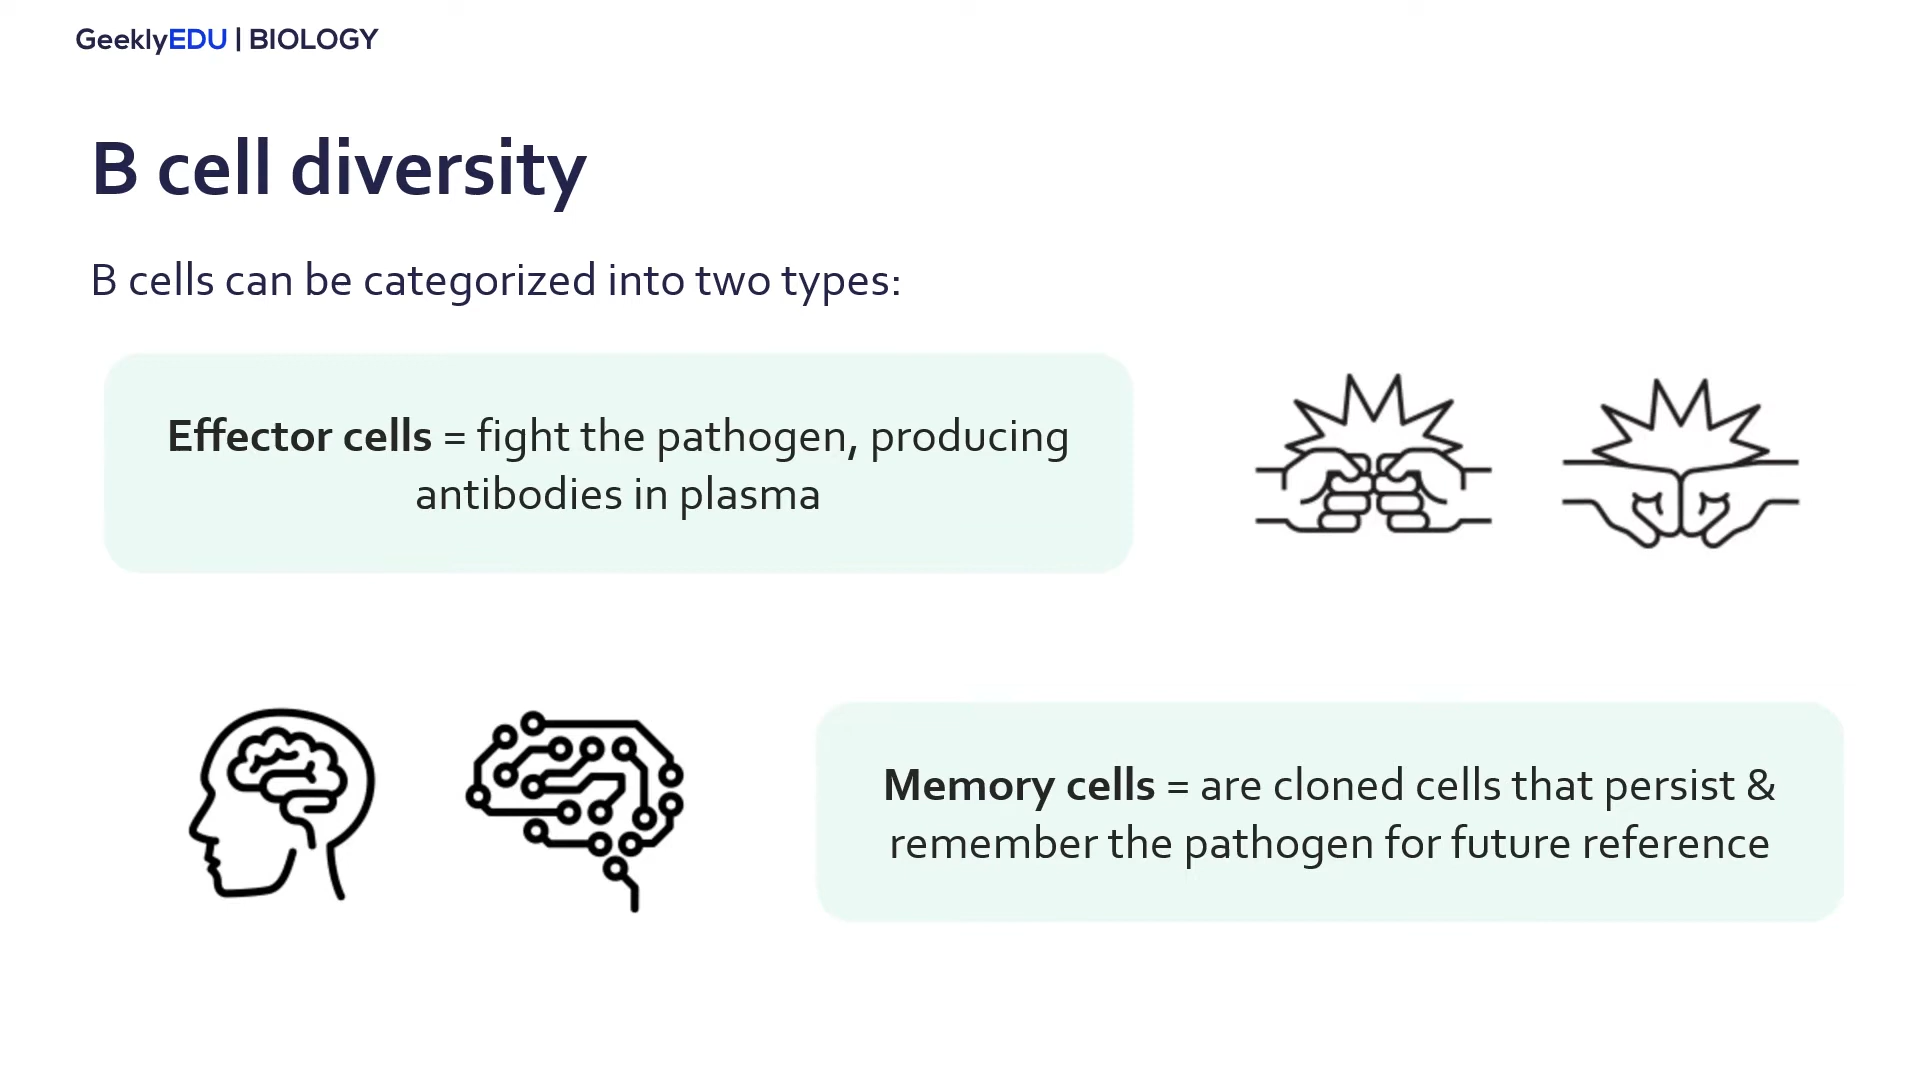 GeeklyEDU | BIOLOGY
B cell diversity
B cells can be categorized into two types:
Effector cells = fight the pathogen, producing
antibodies in plasma
Memory cells = are cloned cells that persist &
remember the pathogen for future reference